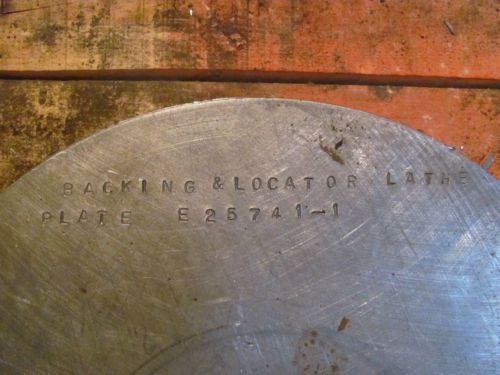 BACKING & LOCATOR LATHE
PLATE E25741-1